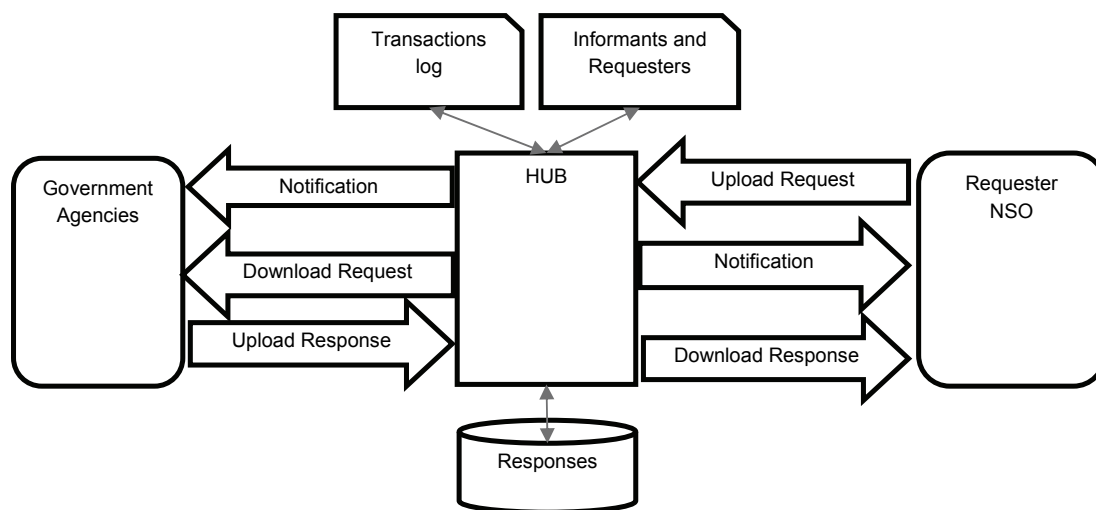 Transactions
log
Informants and
Requesters
Government
Agencies
Notification
HUB
Upload Request
Requester
NSO
Download Request
Notification
Upload Response
Download Response
Responses